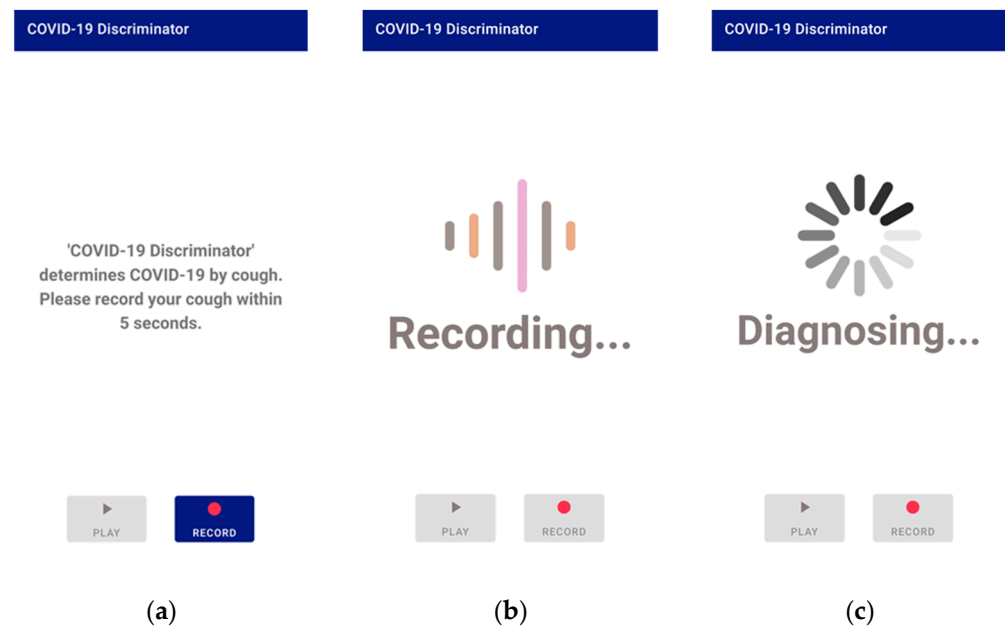 COVID-19 Discriminator
COVID-19 Discriminator
COVID-19 Discriminator
'COVID-19 Discriminator'
determines COVID-19 by cough.
Please record your cough within
5 seconds.
Recording...
Diagnosing...
PLAY
RECORD
PLAY
RECORD
PLAY
RECORD
(a)
(b)
(c)